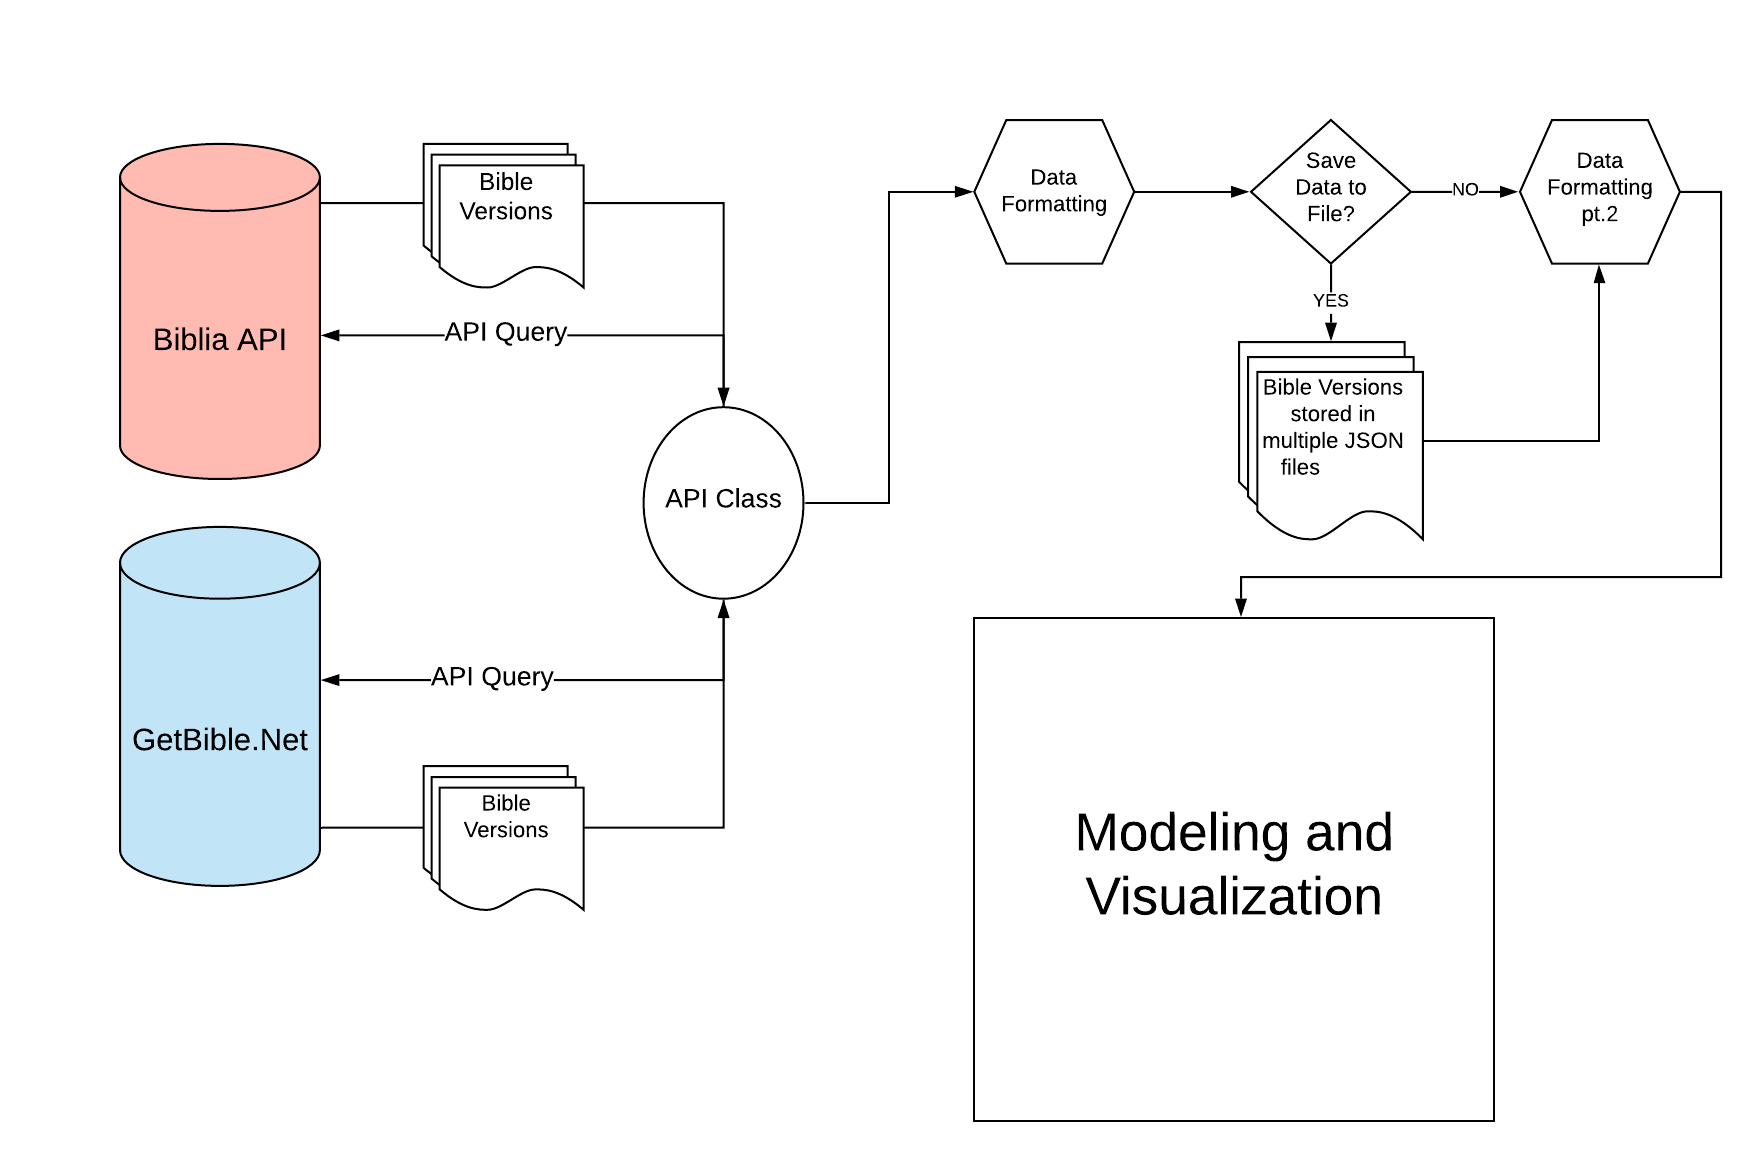 Bible
Versions
Biblia API
API Query
API Class
GetBible.Net
API Query
Bible
Versions
Data
Formatting
Save
Data to
File?
NO
Data
Formatting
pt.2
YES
Bible Versions
stored in
multiple JSON
files
Modeling and
Visualization